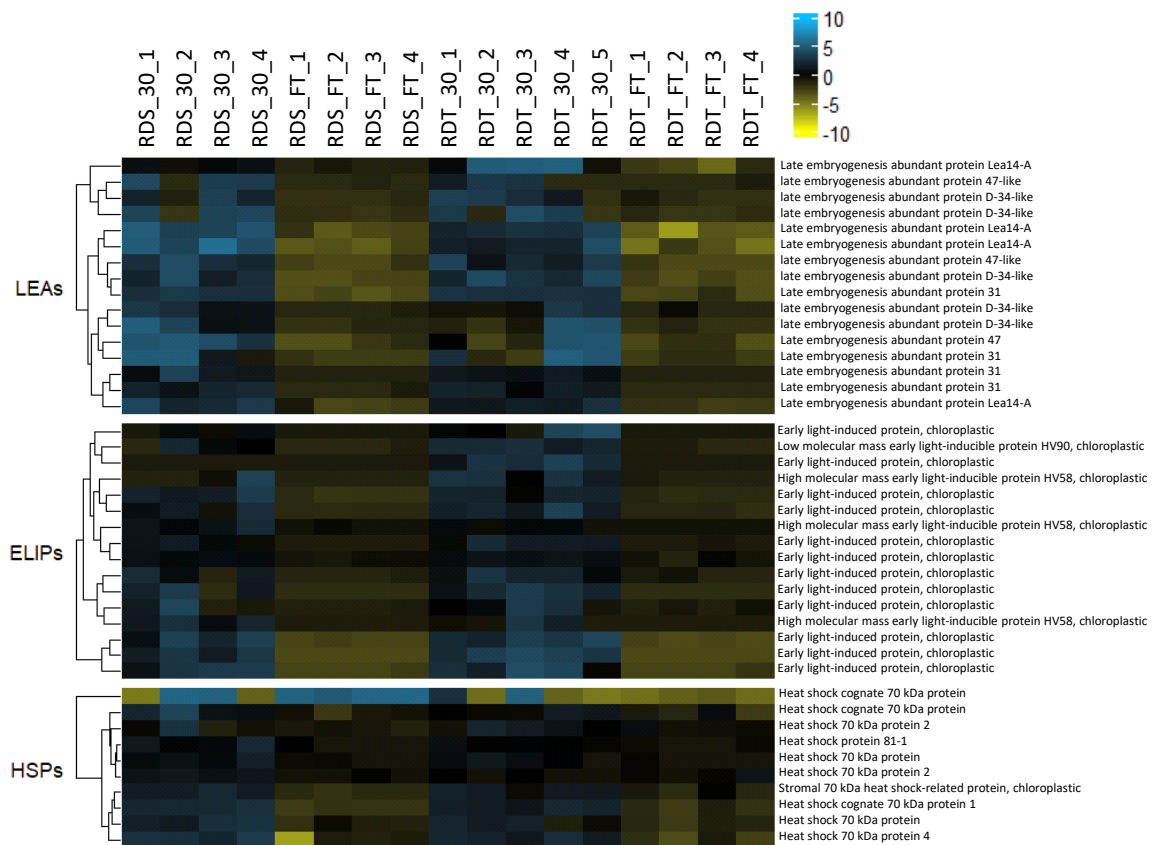 10
5
0
-5
-10
RDS_30_1
RDS_30_2
RDS_30_3
RDS_30_4
RDS_FT_1
RDS_FT_2
RDS_FT_3
RDS_FT_4
RDT_30_1
RDT_30_2
RDT_30_3
RDT_30_4
RDT_30_5
RDT_FT_1
RDT_FT_2
RDT_FT_3
RDT_FT_4
LEAs
Late embryogenesis abundant protein Lea14-A
late embryogenesis abundant protein 47-like
late embryogenesis abundant protein D-34-like
late embryogenesis abundant protein D-34-like
Late embryogenesis abundant protein Lea14-A
Late embryogenesis abundant protein Lea14-A
late embryogenesis abundant protein 47-like
late embryogenesis abundant protein D-34-like
Late embryogenesis abundant protein 31
late embryogenesis abundant protein D-34-like
late embryogenesis abundant protein D-34-like
Late embryogenesis abundant protein 47
Late embryogenesis abundant protein 31
Late embryogenesis abundant protein 31
Late embryogenesis abundant protein 31
Late embryogenesis abundant protein Lea14-A
ELIPs
Early light-induced protein, chloroplastic
Low molecular mass early light-inducible protein HV90, chloroplastic
Early light-induced protein, chloroplastic
High molecular mass early light-inducible protein HV58, chloroplastic
Early light-induced protein, chloroplastic
Early light-induced protein, chloroplastic
High molecular mass early light-inducible protein HV58, chloroplastic
Early light-induced protein, chloroplastic
Early light-induced protein, chloroplastic
Early light-induced protein, chloroplastic
Early light-induced protein, chloroplastic
Early light-induced protein, chloroplastic
High molecular mass early light-inducible protein HV58, chloroplastic
Early light-induced protein, chloroplastic
Early light-induced protein, chloroplastic
Early light-induced protein, chloroplastic
HSPs
Heat shock cognate 70 kDa protein
Heat shock cognate 70 kDa protein
Heat shock 70 kDa protein 2
Heat shock protein 81-1
Heat shock 70 kDa protein
Heat shock 70 kDa protein 2
Stromal 70 kDa heat shock-related protein, chloroplastic
Heat shock cognate 70 kDa protein 1
Heat shock 70 kDa protein
Heat shock 70 kDa protein 4